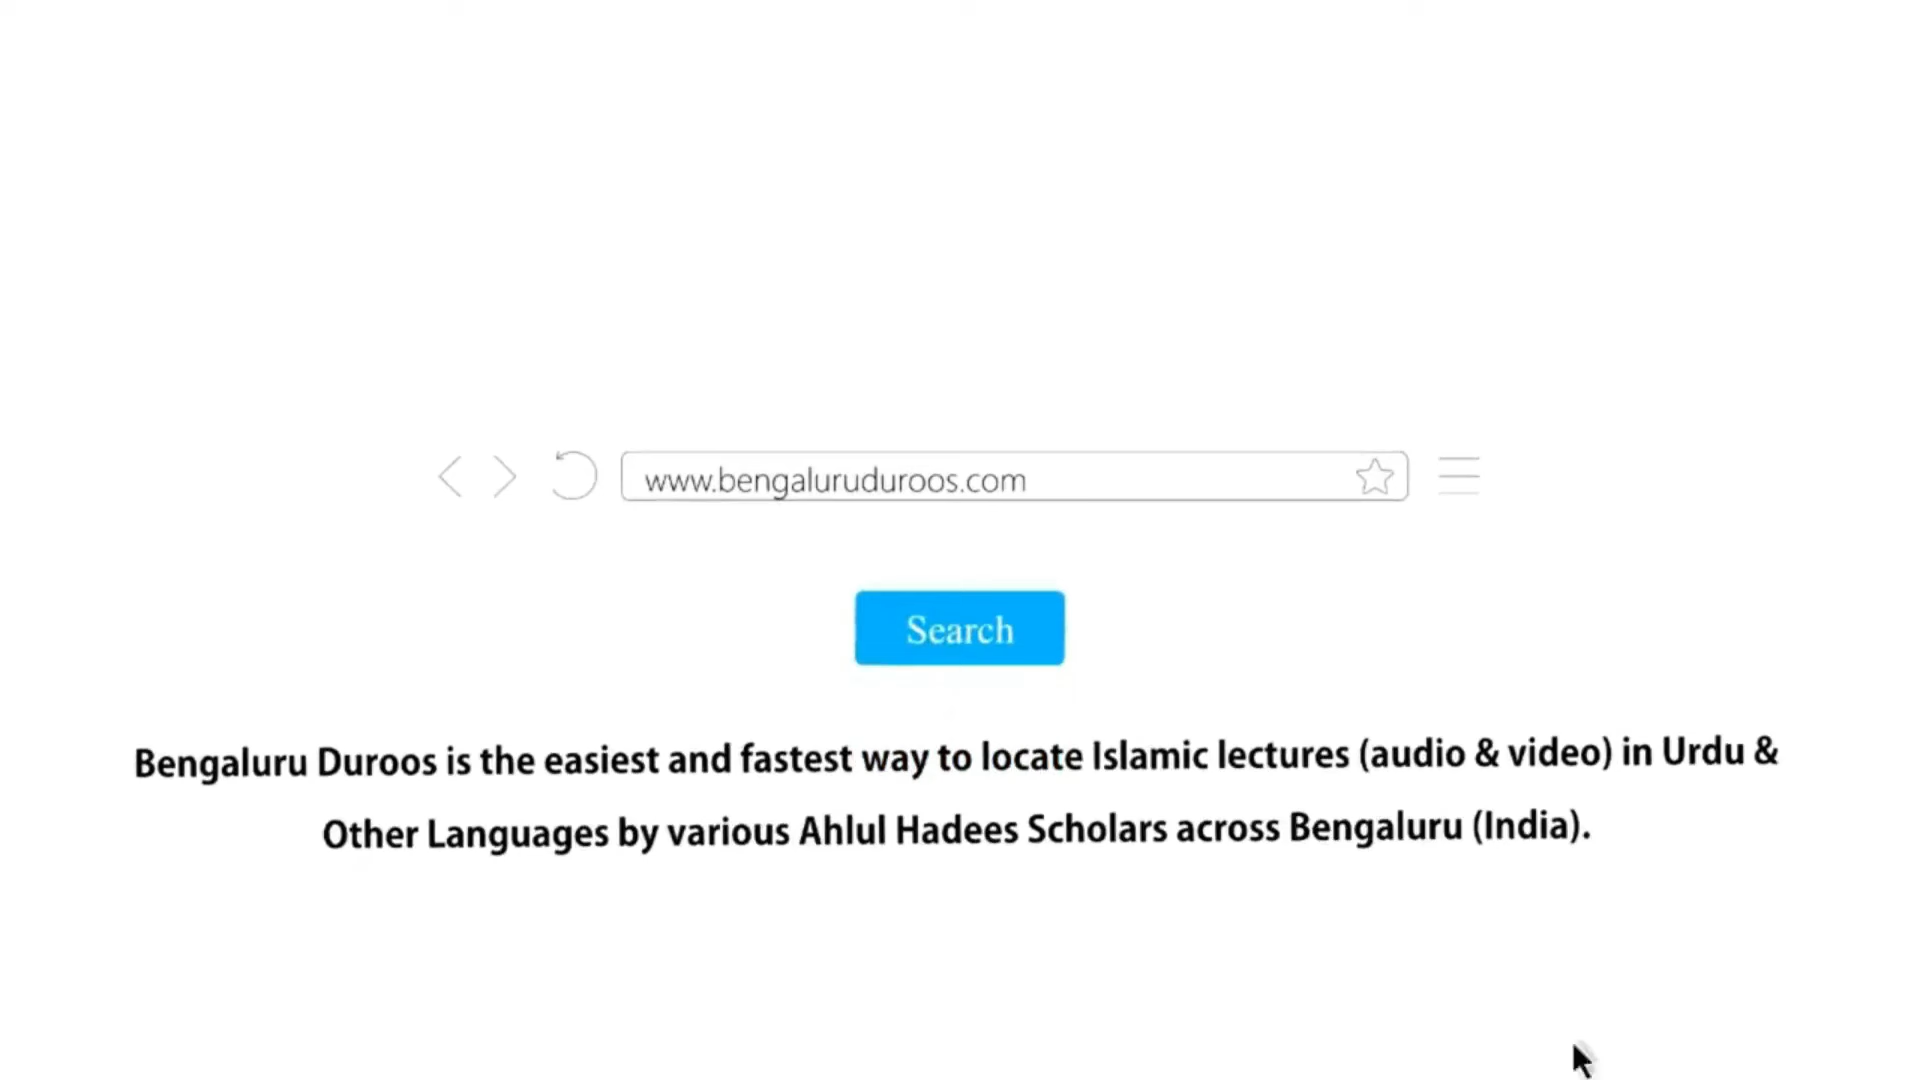 www.bengaluruduroos.com
Search
Bengaluru Duroos is the easiest and fastest way to locate Islamic lectures (audio & video) in Urdu &
Other Languages by various Ahlul Hadees Scholars across Bengaluru (India).